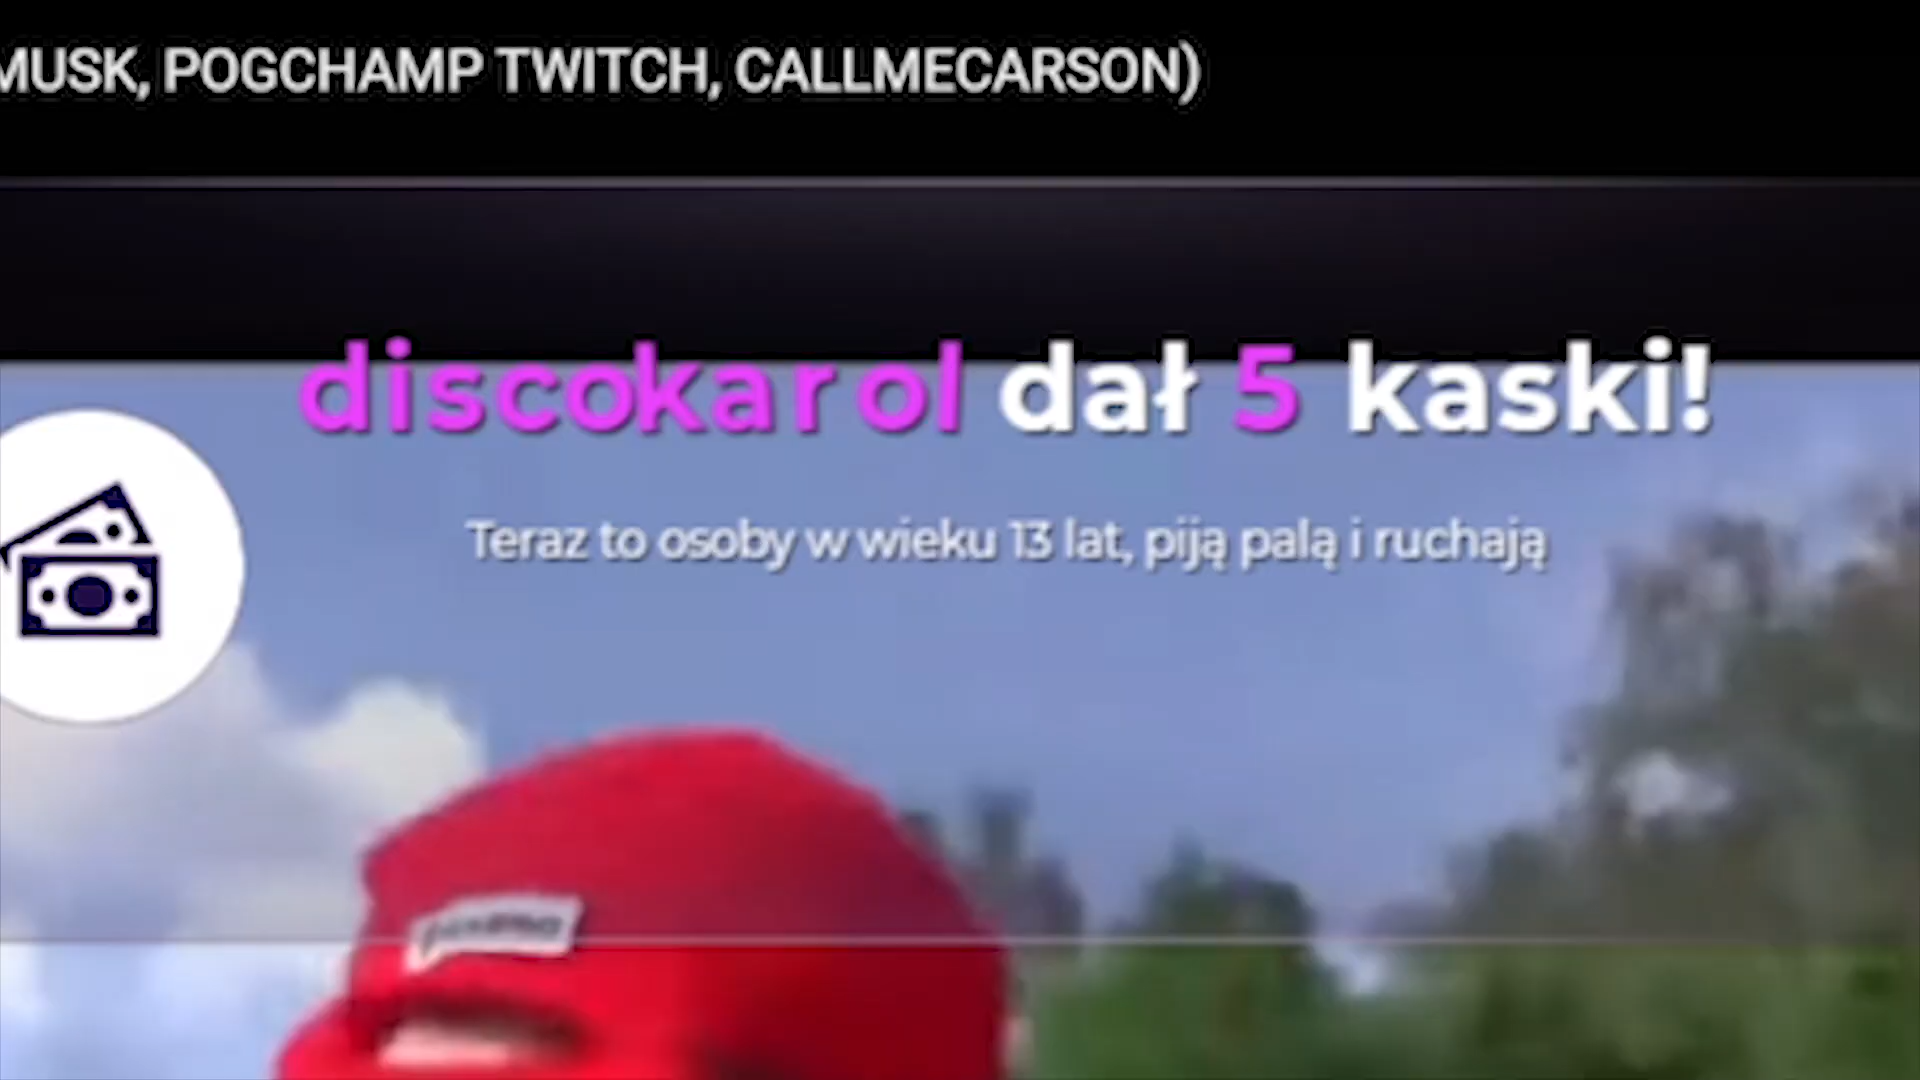 MUSK, POGCHAMP TWITCH, CALLMECARSON)
discokarol dał 5 kaski!
Teraz to osoby w wieku 13 lat, piją palą i ruchają